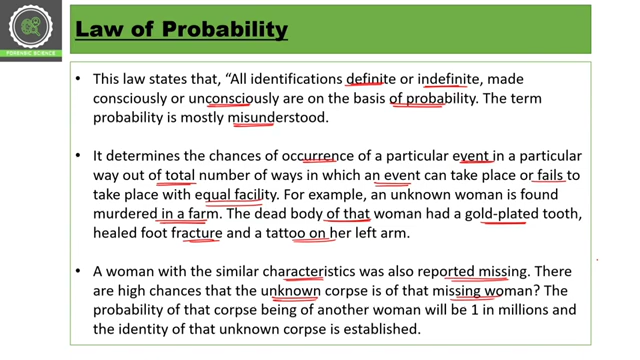 Law of Probability
FORENSIC SCIENCE
• This law states that, “All identifications definite or indefinite, made
consciously or unconsciously are on the basis of probability. The term
probability is mostly misunderstood.
• It determines the chances of occurrence of a particular event in a particular
way out of total number of ways in which an event can take place or fails to
take place with equal facility. For example, an unknown woman is found
murdered in a farm. The dead body of that woman had a gold-plated tooth,
healed foot fracture and a tattoo on her left arm.
• A woman with the similar characteristics was also reported missing. There
are high chances that the unknown corpse is of that missing woman? The
probability of that corpse being of another woman will be 1 in millions and
the identity of that unknown corpse is established.